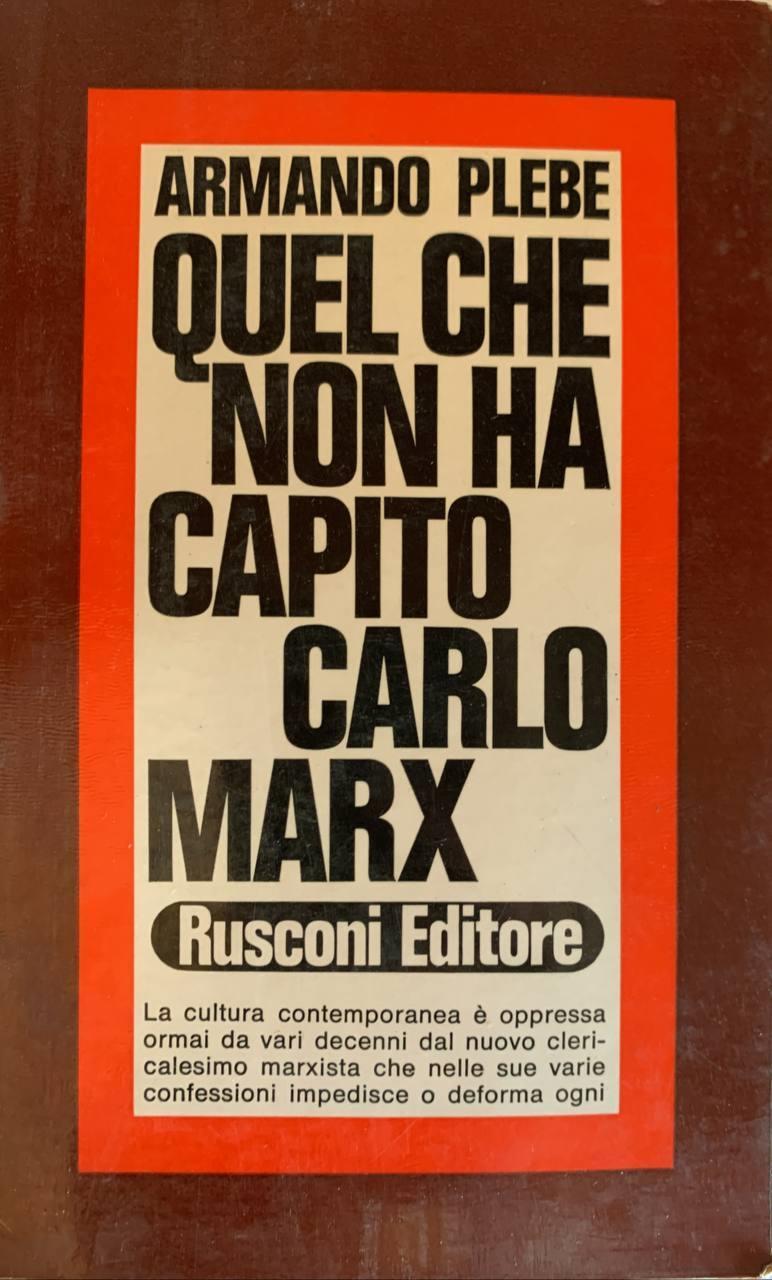 ARMANDO PLEBE
QUEL CHE
NON HA
CAPITO
CARLO
MARX
Rusconi Editore
La cultura contemporanea è oppressa
ormai da vari decenni dal nuovo cleri-
calesimo marxista che nelle sue varie
confessioni impedisce o deforma ogni